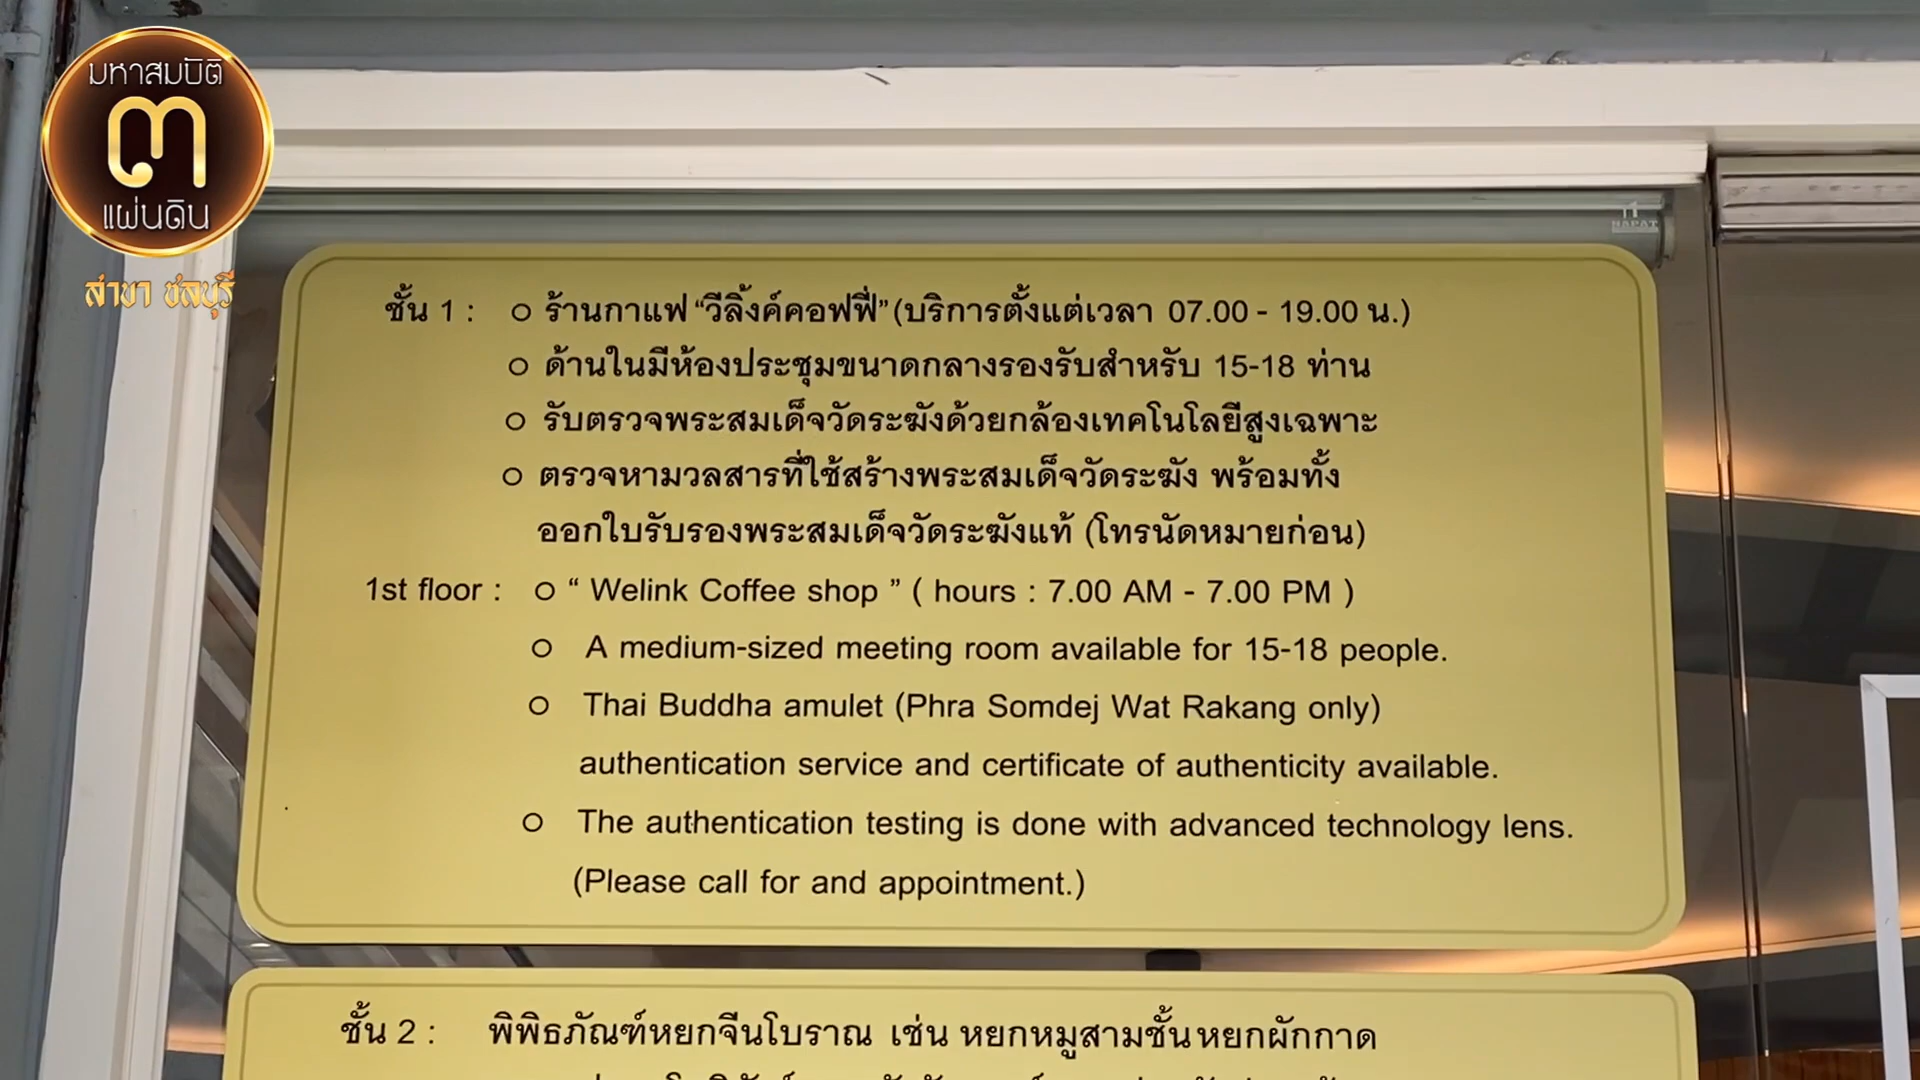 มหาสมบัติ
๓
แผ่นดิน
สาขา ชลบุรี
ชั้น 1 : ร้านกาแฟ “วีลิ้งค์คอฟฟี่” (บริการตั้งแต่เวลา 07.00 - 19.00 น.)
ด้านในมีห้องประชุมขนาดกลางรองรับสำหรับ 15-18 ท่าน
รับตรวจพระสมเด็จวัดระฆังด้วยกล้องเทคโนโลยีสูงเฉพาะ
ตรวจหามวลสารที่ใช้สร้างพระสมเด็จวัดระฆัง พร้อมทั้ง
ออกใบรับรองพระสมเด็จวัดระฆังแท้ (โทรนัดหมายก่อน)
1st floor : “ Welink Coffee shop ” ( hours : 7.00 AM - 7.00 PM )
A medium-sized meeting room available for 15-18 people.
Thai Buddha amulet (Phra Somdej Wat Rakang only)
authentication service and certificate of authenticity available.
The authentication testing is done with advanced technology lens.
(Please call for and appointment.)
ชั้น 2 : พิพิธภัณฑ์หยกจีนโบราณ เช่น หยกหมูสามชั้น หยกผักกาด